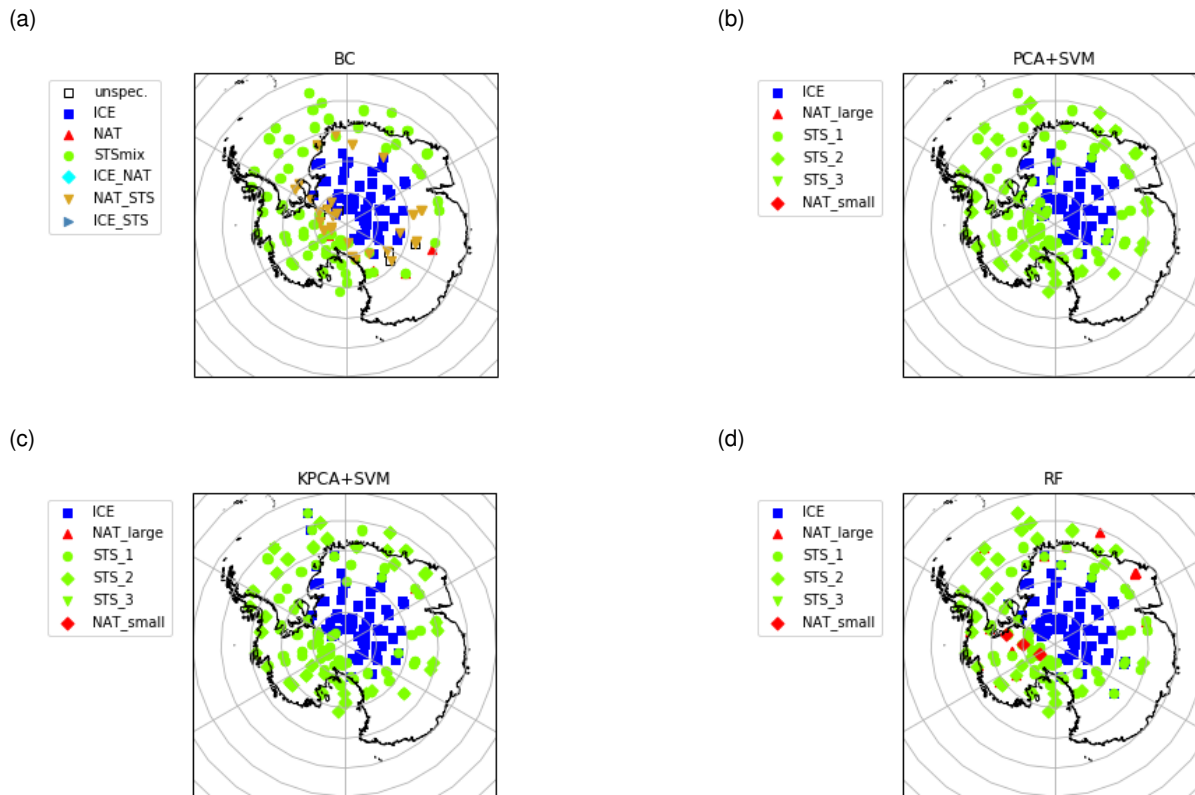 (a)
BC
unspec.
ICE
NAT
STSmix
ICE_NAT
NAT_STS
ICE_STS
(b)
PCA+SVM
ICE
NAT_large
STS_1
STS_2
STS_3
NAT_small
(c)
KPCA+SVM
ICE
NAT_large
STS_1
STS_2
STS_3
NAT_small
(d)
RF
ICE
NAT_large
STS_1
STS_2
STS_3
NAT_small